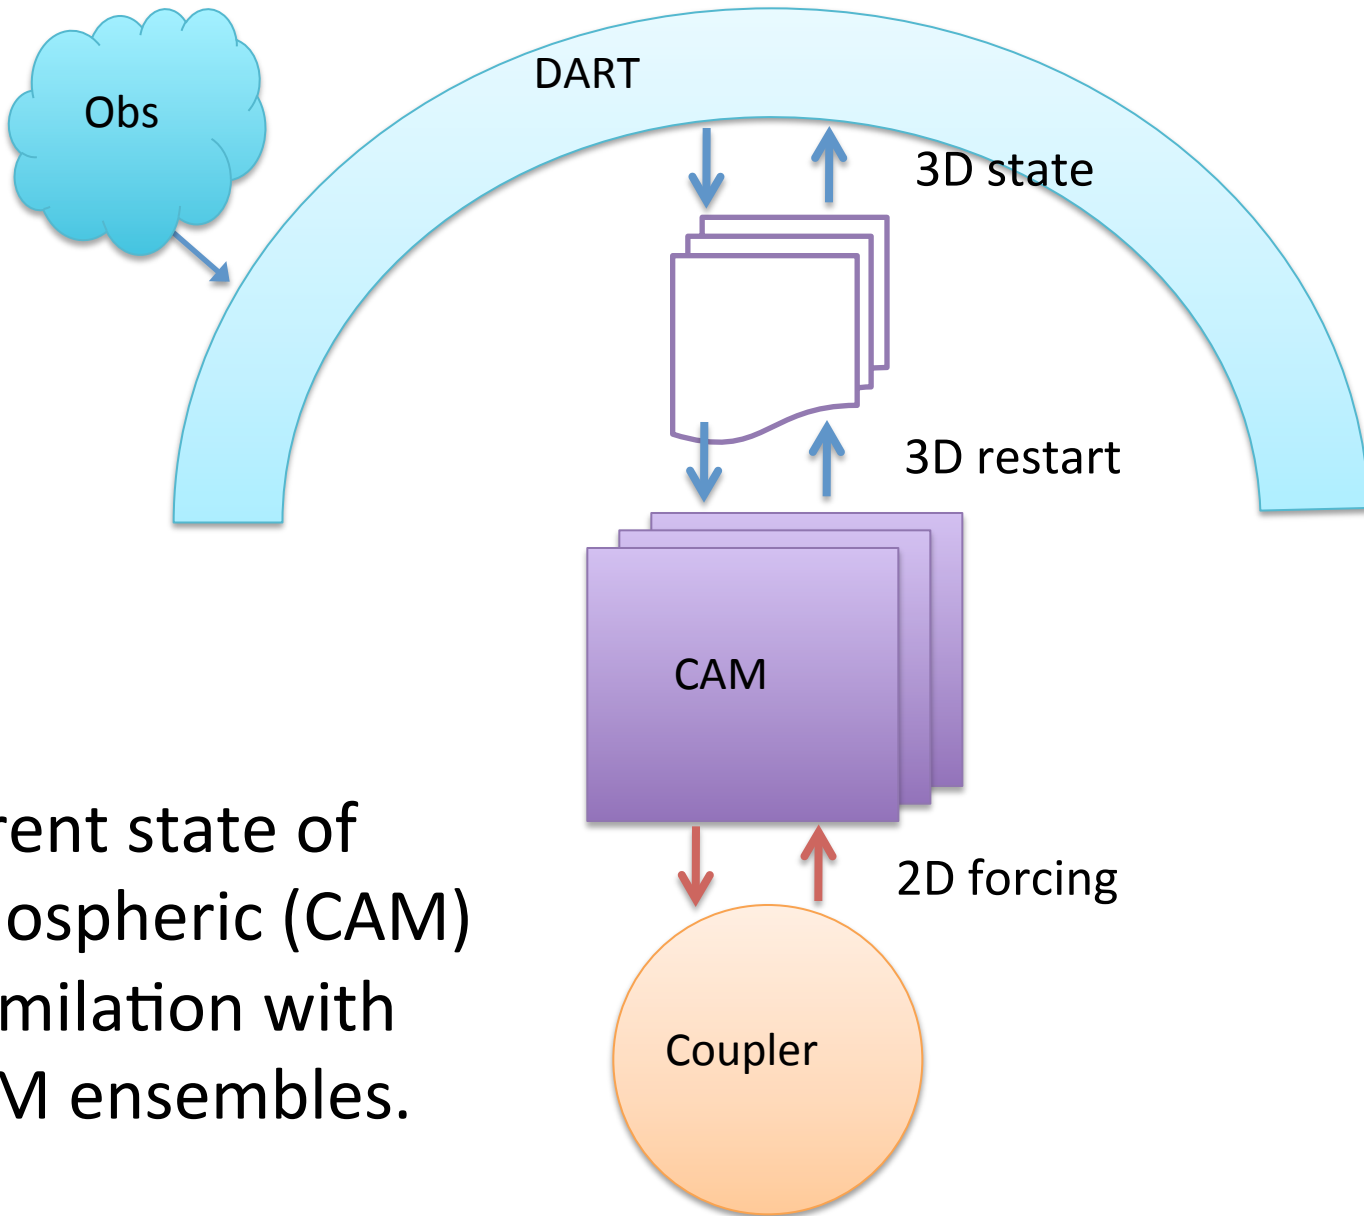 Obs
DART
3D state
3D restart
CAM
2D forcing
Coupler
rent state of
ospheric (CAM)
milation with
M ensembles.